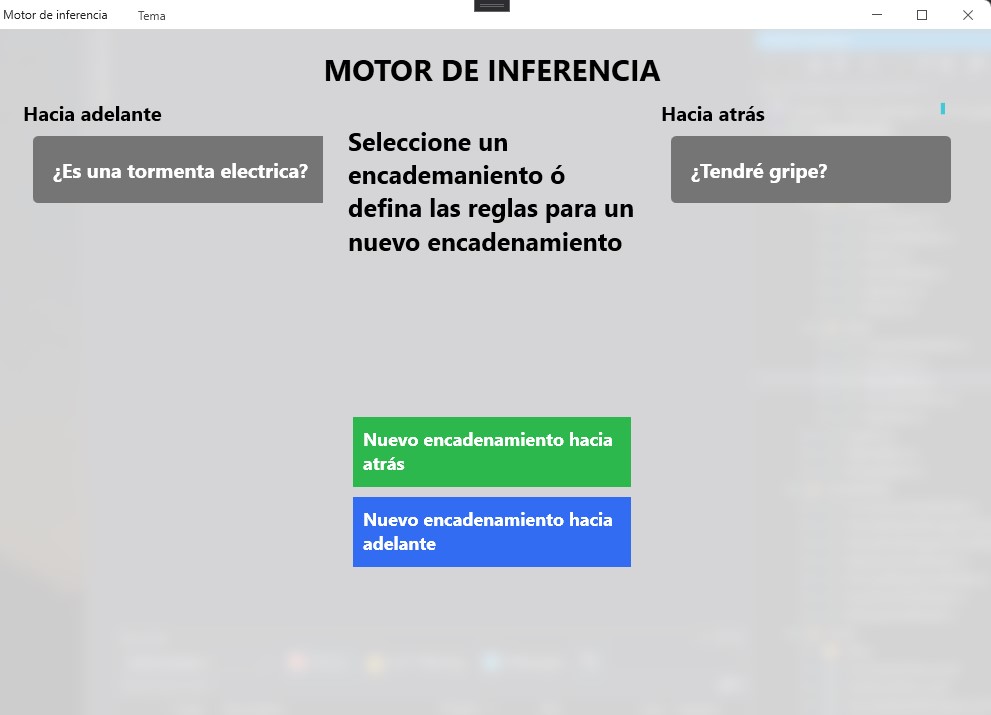 Motor de inferencia
Tema
MOTOR DE INFERENCIA
Hacia adelante
¿Es una tormenta electrica?
Seleccione un
encademaniento ó
defina las reglas para un
nuevo encadenamiento
Hacia atrás
¿Tendré gripe?
Nuevo encadenamiento hacia
atrás
Nuevo encadenamiento hacia
adelante